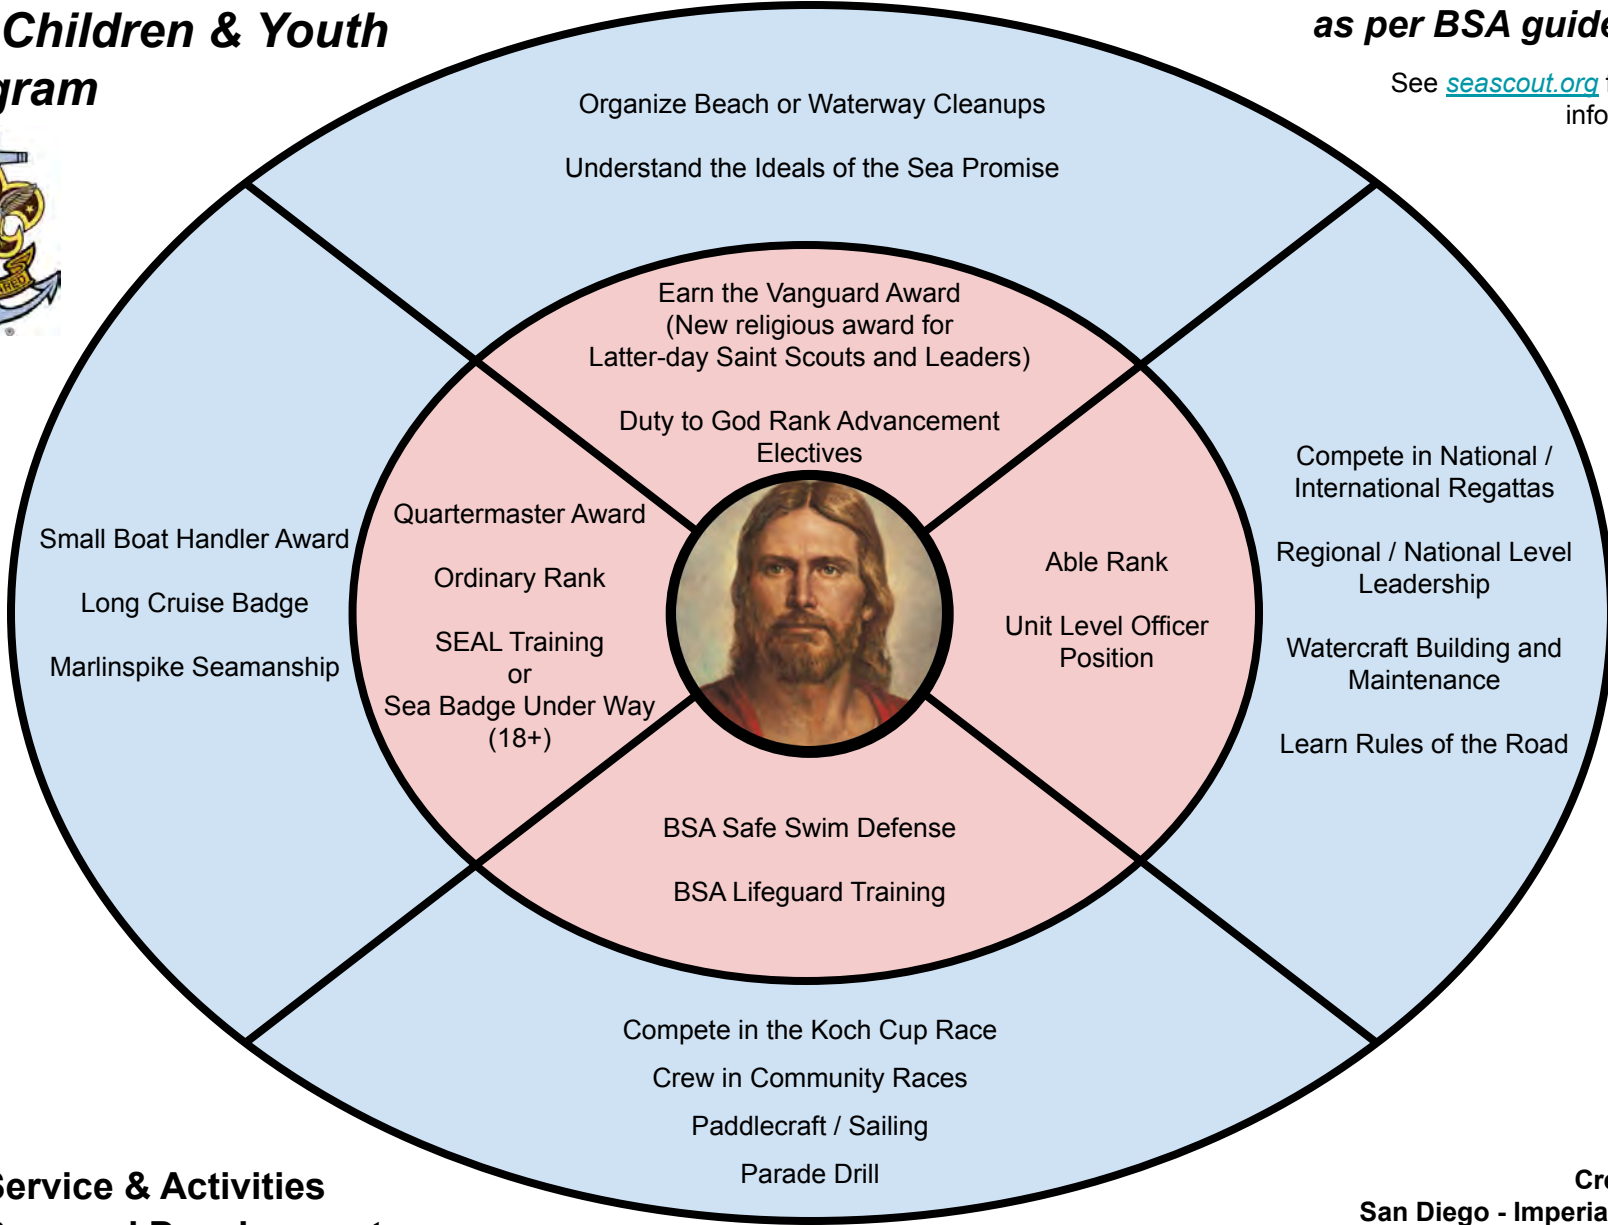 Children & Youth
as per BSA
See seascout.org
Organize Beach or Waterway Cleanups
Understand the Ideals of the Sea Promise
Earn the Vanguard Award
(New religious award for
Latter-day Saint Scouts and Leaders)
Duty to God Rank Advancement
Electives
Small Boat Handler Award
Long Cruise Badge
Marlinspike Seamanship
Quartermaster Award
Ordinary Rank
SEAL Training
or
Sea Badge Under Way
(18+)
Able Rank
Unit Level Officer
Position
Compete in National /
International Regattas
Regional / National Level
Leadership
Watercraft Building and
Maintenance
Learn Rules of the Road
BSA Safe Swim Defense
BSA Lifeguard Training
Compete in the Koch Cup Race
Crew in Community Races
Paddlecraft / Sailing
Parade Drill
Service & Activities
San Diego -